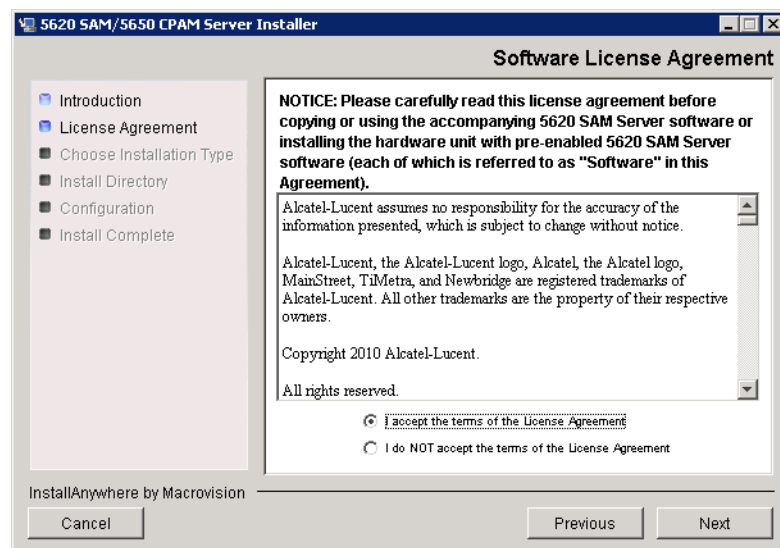 5620 SAM/5650 CPAM Server Installer
Software License Agreement
Introduction
License Agreement
Choose Installation Type
Install Directory
Configuration
Install Complete
NOTICE: Please carefully read this license agreement before
copying or using the accompanying 5620 SAM Server software or
installing the hardware unit with pre-enabled 5620 SAM Server
software (each of which is referred to as "Software" in this
Agreement).
Alcatel-Lucent assumes no responsibility for the accuracy of the
information presented, which is subject to change without notice.
Alcatel-Lucent, the Alcatel-Lucent logo, Alcatel, the Alcatel logo,
MainStreet, TiMetra, and Newbridge are registered trademarks of
Alcatel-Lucent. All other trademarks are the property of their respective
owners.
Copyright 2010 Alcatel-Lucent.
All rights reserved.
I accept the terms of the License Agreement
I do NOT accept the terms of the License Agreement
InstallAnywhere by Macrovision
Cancel
Previous
Next